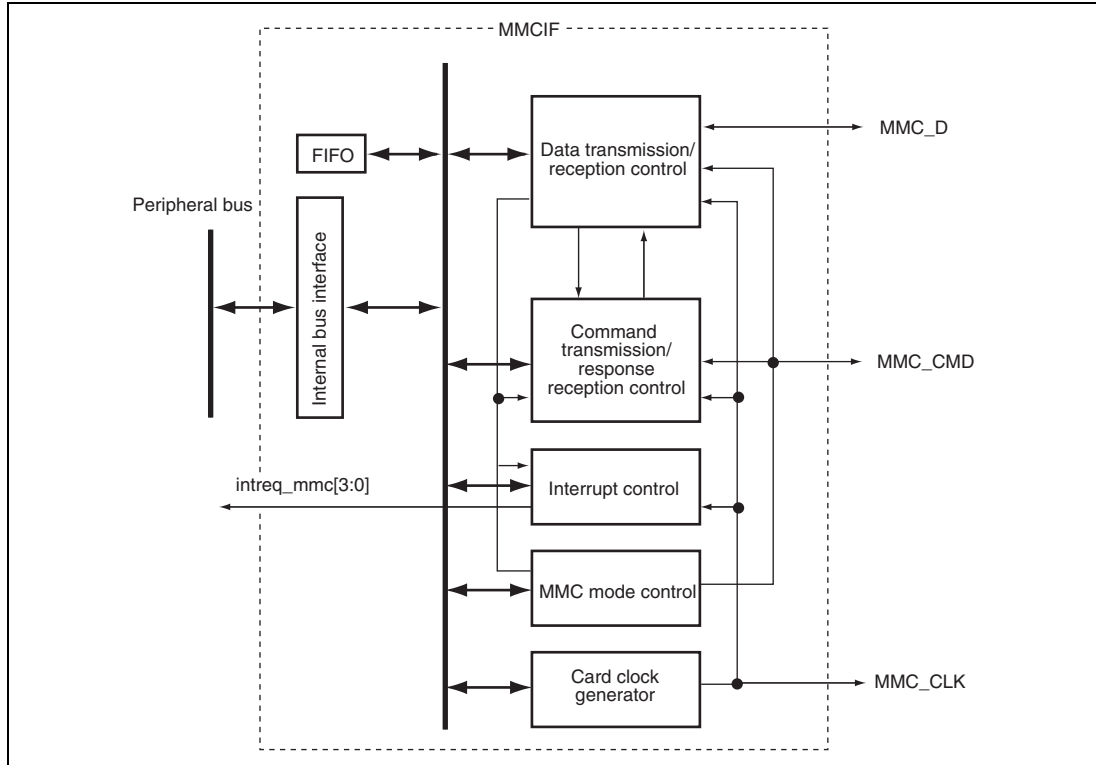 MMCIF
MMC_D
Data transmission/
reception control
FIFO
Peripheral bus
Internal bus interface
Command
transmission/
response
reception control
MMC_CMD
intreq_mmc[3:0]
Interrupt control
MMC mode control
Card clock
generator
MMC_CLK